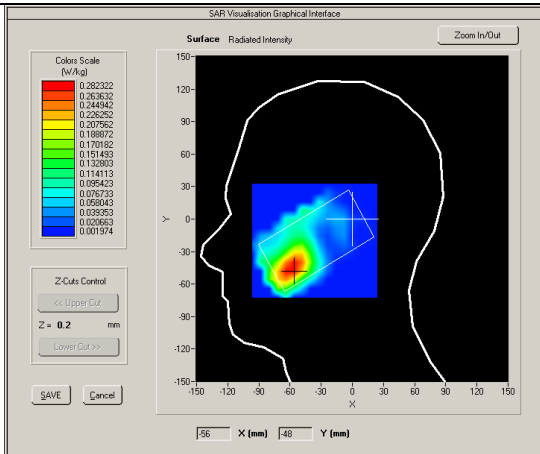 SAR Visualisation Graphical Interface
Surface Radiated Intensity
Zoom In/Out
Colors Scale
(W/kg)
0.282322
0.263632
0.244942
0.226252
0.207562
0.188872
0.170182
0.151493
0.132803
0.114113
0.095423
0.076733
0.058043
0.039353
0.020663
0.001974
Z-Cuts Control
<< Upper Cut
Z = 0.2 mm
Lower Cut >>
SAVE Cancel
150
120
90
60
30
0
-30
-60
-90
-120
-150
Y
-150 -120 -90 -60 -30 0 30 60 90 120 150
X
-56 X (mm) -48 Y (mm)